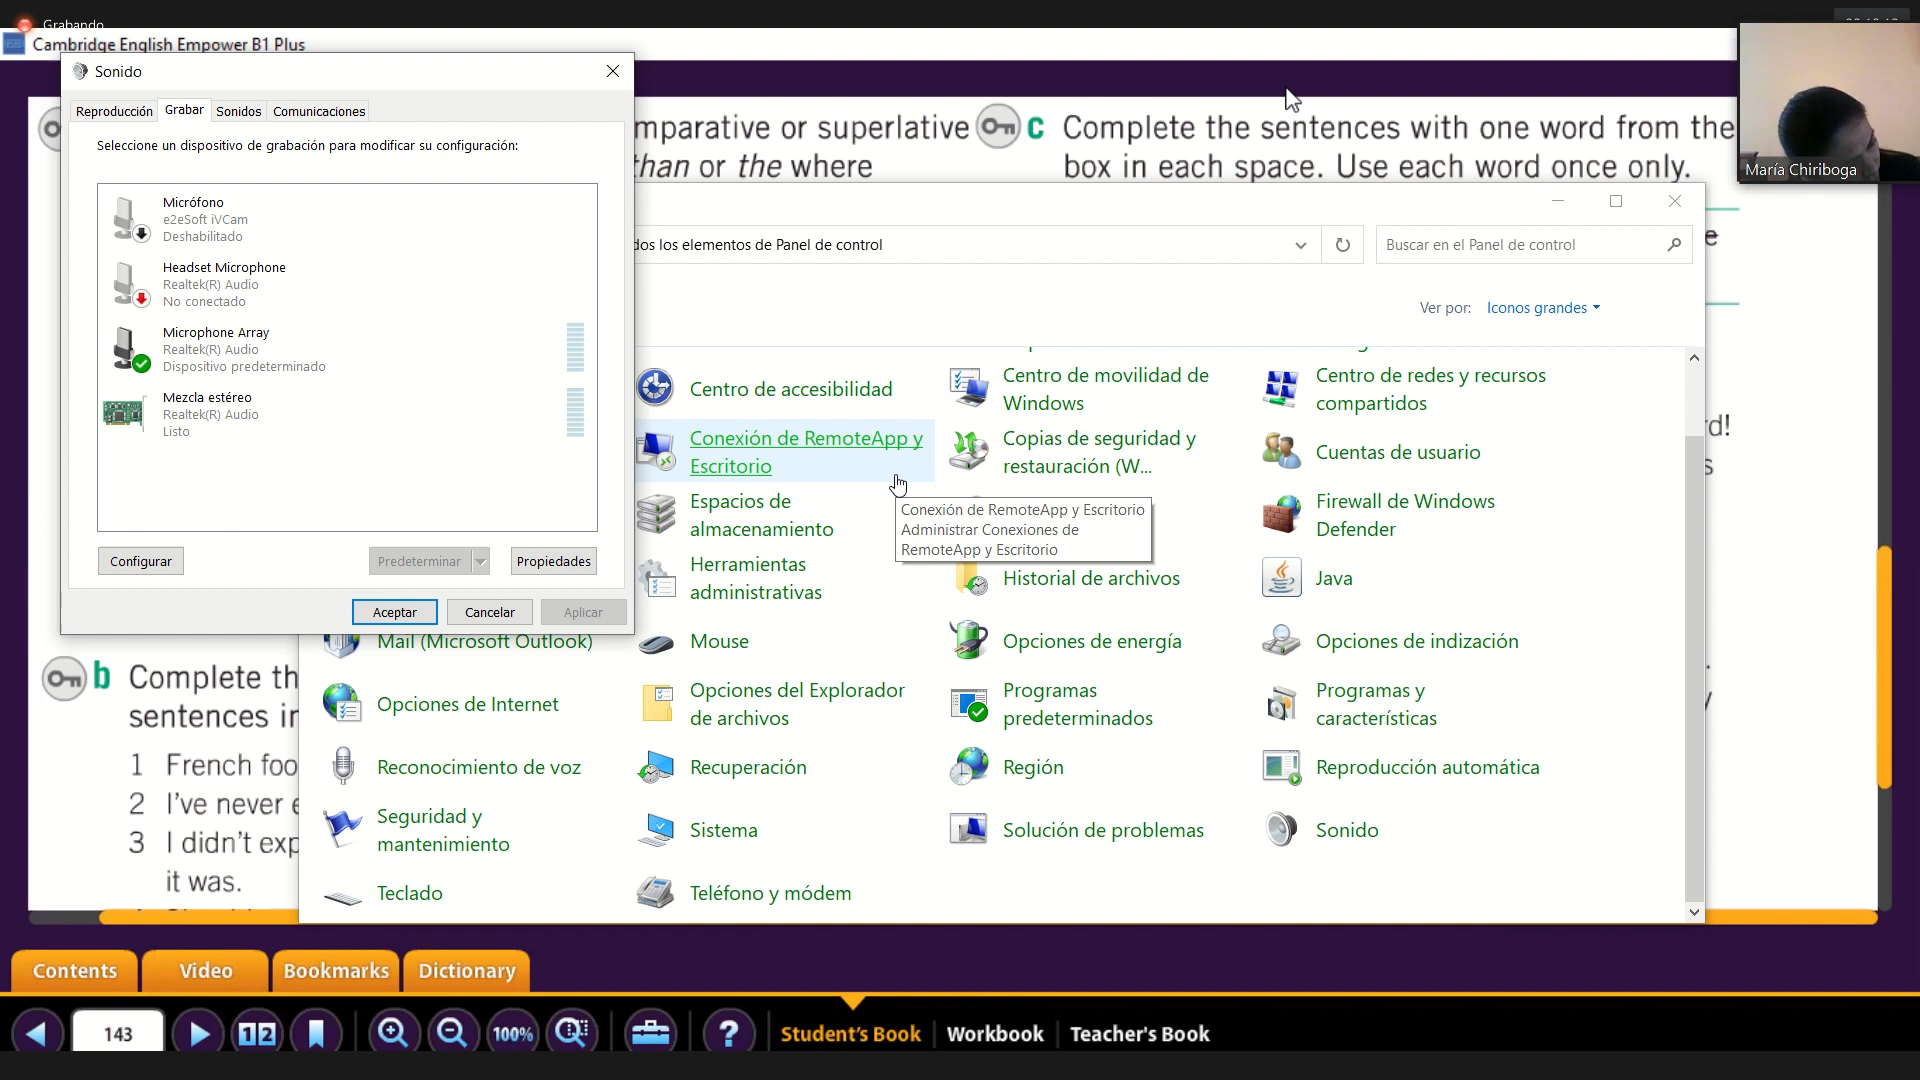 Grabando
Cambridge English Empower B1 Plus
Sonido
Reproducción Grabar Sonidos Comunicaciones
Seleccione un dispositivo de grabación para modificar su configuración:
Micrófono
e2eSoft iVCam
Deshabilitado
Headset Microphone
Realtek(R) Audio
No conectado
Microphone Array
Realtek(R) Audio
Dispositivo predeterminado
Mezcla estéreo
Realtek(R) Audio
Listo
Configurar Predeterminar Propiedades
Aceptar Cancelar Aplicar
mparative or superlative
than or the where
c Complete the sentences with one word from the
box in each space. Use each word once only.
María Chiriboga
dos los elementos de Panel de control
Buscar en el Panel de control
Ver por: Iconos grandes
Centro de accesibilidad
Centro de movilidad de
Windows
Centro de redes y recursos
compartidos
Conexión de RemoteApp y
Escritorio
Copias de seguridad y
restauración (W...
Cuentas de usuario
Espacios de
almacenamiento
Conexión de RemoteApp y Escritorio
Administrar Conexiones de
RemoteApp y Escritorio
Firewall de Windows
Defender
Herramientas
administrativas
Historial de archivos
Java
Mail (Microsoft Outlook)
Mouse
Opciones de energía
Opciones de indización
Opciones de Internet
Opciones del Explorador
de archivos
Programas
predeterminados
Programas y
características
Reconocimiento de voz
Recuperación
Región
Reproducción automática
Seguridad y
mantenimiento
Sistema
Solución de problemas
Sonido
Teclado
Teléfono y módem
b Complete th
sentences in
1 French foo
2 I've never e
3 I didn't exp
it was.
e
rd!
s
y
Contents Video Bookmarks Dictionary
143
12
100%
?
Student's Book Workbook Teacher's Book